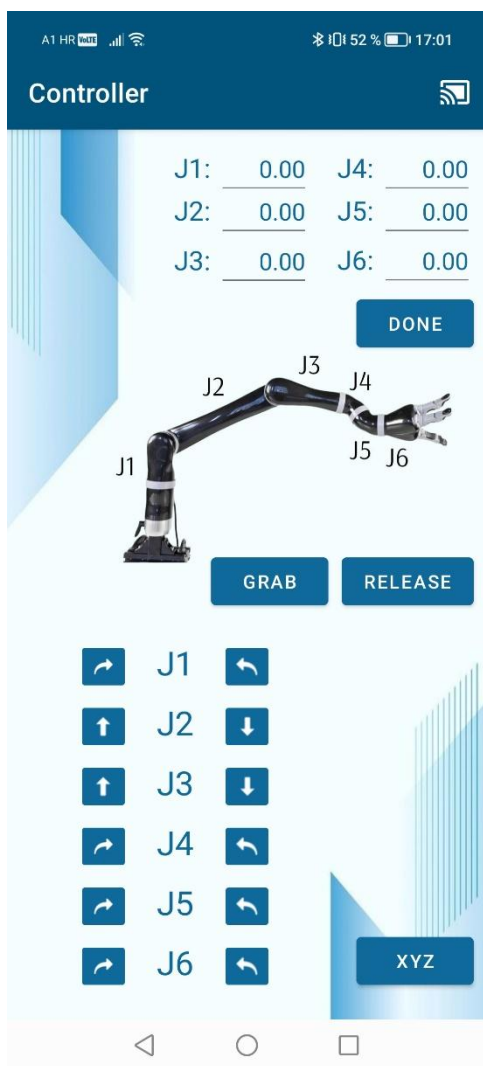 A1 HR VoLTE 52 % 17:01
Controller
J1: 0.00 J4: 0.00
J2: 0.00 J5: 0.00
J3: 0.00 J6: 0.00
DONE
J3
J2 J4
J1 J5 J6
GRAB RELEASE
J1
J2
J3
J4
J5
J6
XYZ